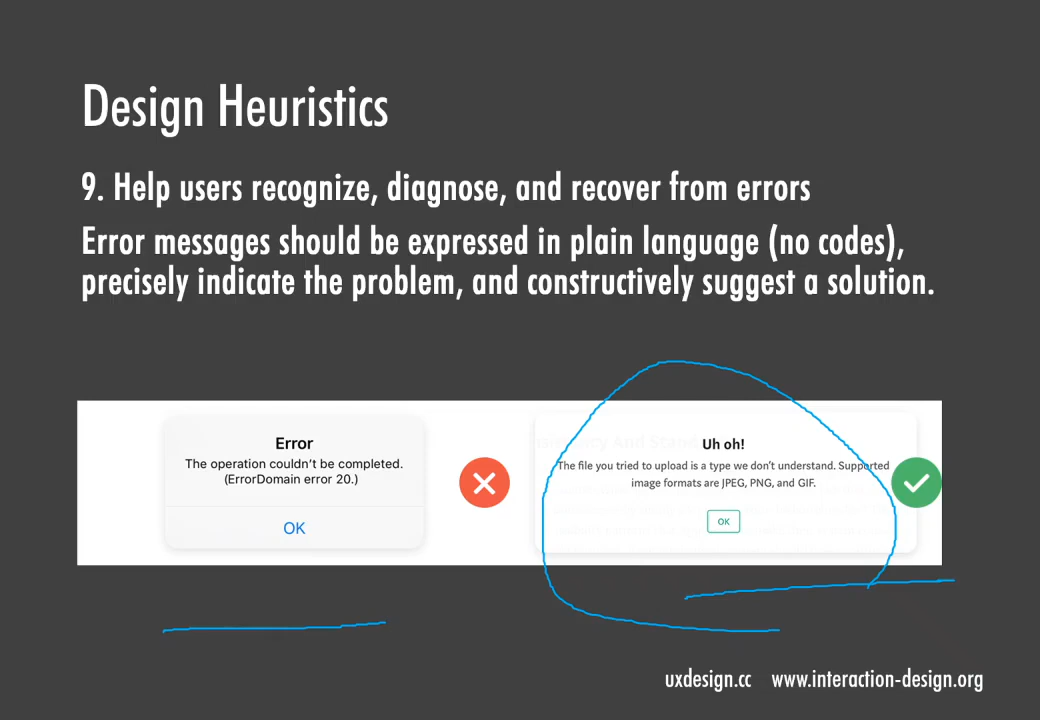 Design Heuristics
9. Help users recognize, diagnose, and recover from errors
Error messages should be expressed in plain language (no codes),
precisely indicate the problem, and constructively suggest a solution.
Error
The operation couldn’t be completed.
(ErrorDomain error 20.)
OK
Uh oh!
The file you tried to upload is a type we don’t understand. Supported
image formats are JPEG, PNG, and GIF.
OK
uxdesign.cc www.interaction-design.org